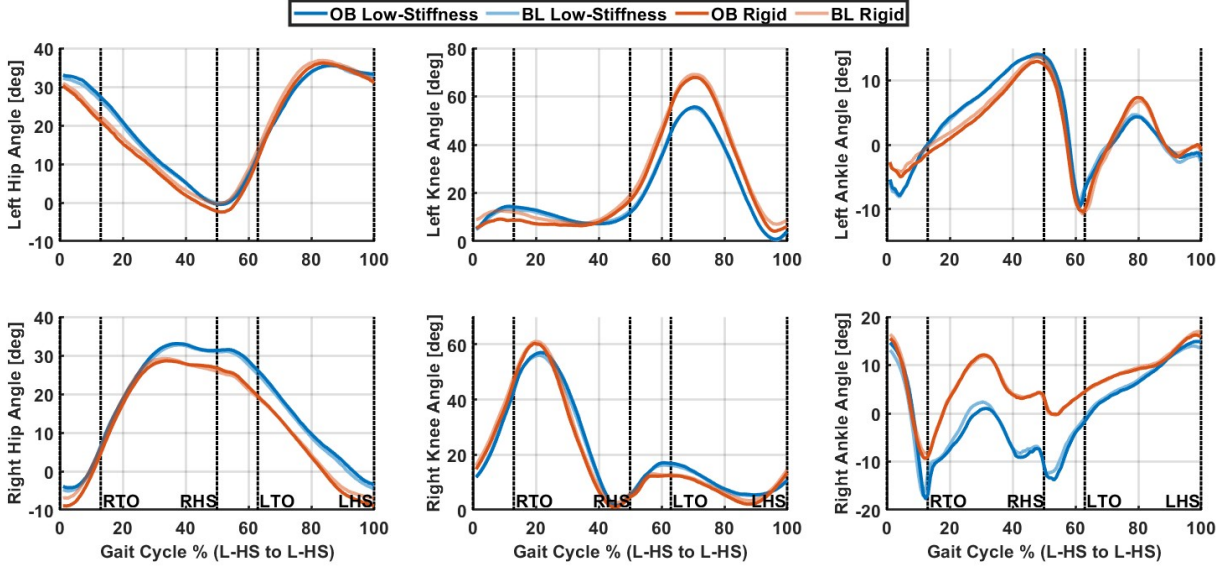 OB Low-Stiffness BL Low-Stiffness OB Rigid BL Rigid
Left Hip Angle [deg]
40
30
20
10
0
-10
0 20 40 60 80 100
Left Knee Angle [deg]
80
60
40
20
0
0 20 40 60 80 100
Left Ankle Angle [deg]
10
0
-10
0 20 40 60 80 100
Right Hip Angle [deg]
40
30
20
10
0
-10
RTO RHS LTO LHS
0 20 40 60 80 100
Gait Cycle % (L-HS to L-HS)
Right Knee Angle [deg]
60
40
20
0
RTO RHS LTO LHS
0 20 40 60 80 100
Gait Cycle % (L-HS to L-HS)
Right Ankle Angle [deg]
20
10
0
-10
-20
RTO RHS LTO LHS
0 20 40 60 80 100
Gait Cycle % (L-HS to L-HS)